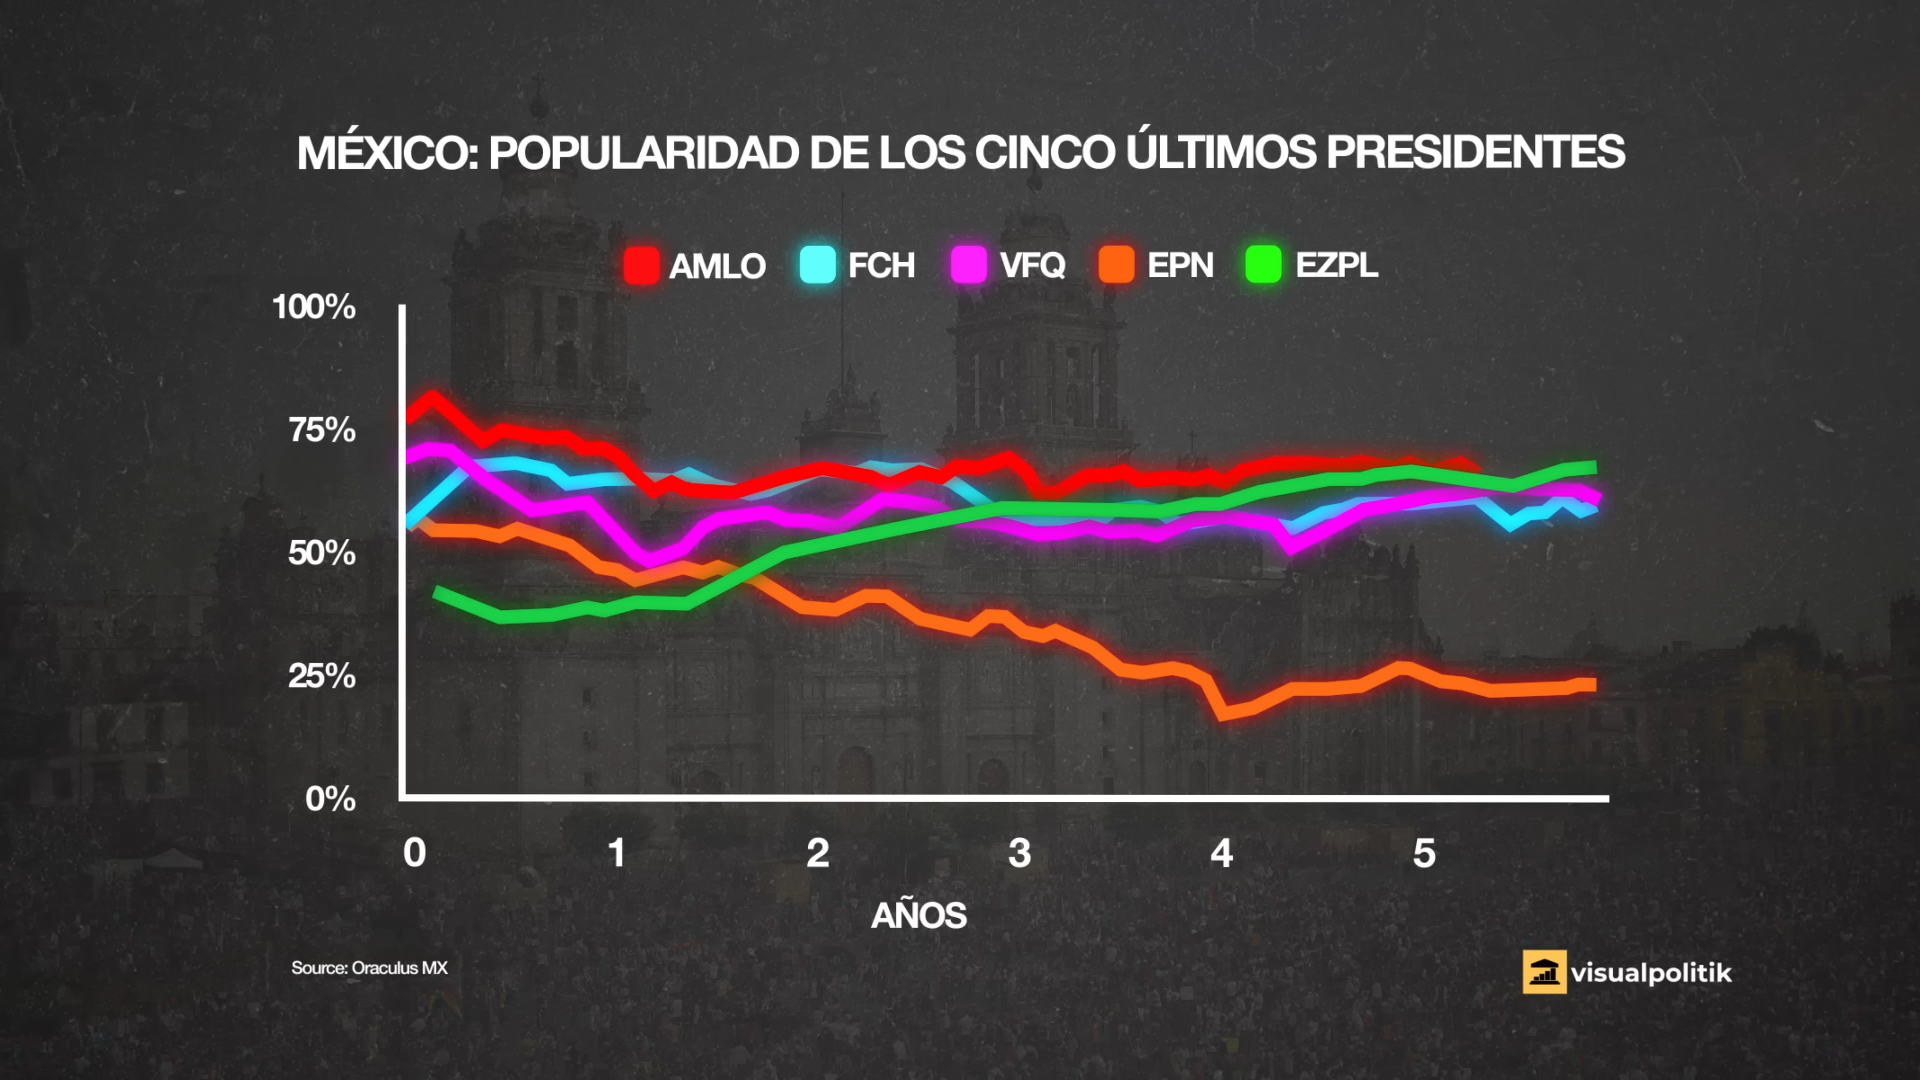 MÉXICO: POPULARIDAD DE LOS CINCO ÚLTIMOS PRESIDENTES
AMLO FCH VFQ EPN EZPL
100%
75%
50%
25%
0%
0 1 2 3 4 5
AÑOS
Source: Oraculus MX
visualpolitik